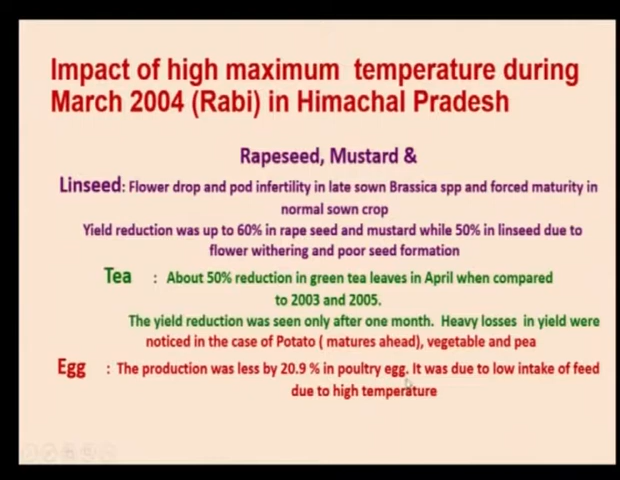 Impact of high maximum temperature during
March 2004 (Rabi) in Himachal Pradesh
Rapeseed, Mustard &
Linseed: Flower drop and pod infertility in late sown Brassica spp and forced maturity in
normal sown crop
Yield reduction was up to 60% in rape seed and mustard while 50% in linseed due to
flower withering and poor seed formation
Tea : About 50% reduction in green tea leaves in April when compared
to 2003 and 2005.
The yield reduction was seen only after one month. Heavy losses in yield were
noticed in the case of Potato ( matures ahead), vegetable and pea
Egg : The production was less by 20.9 % in poultry egg. It was due to low intake of feed
due to high temperature